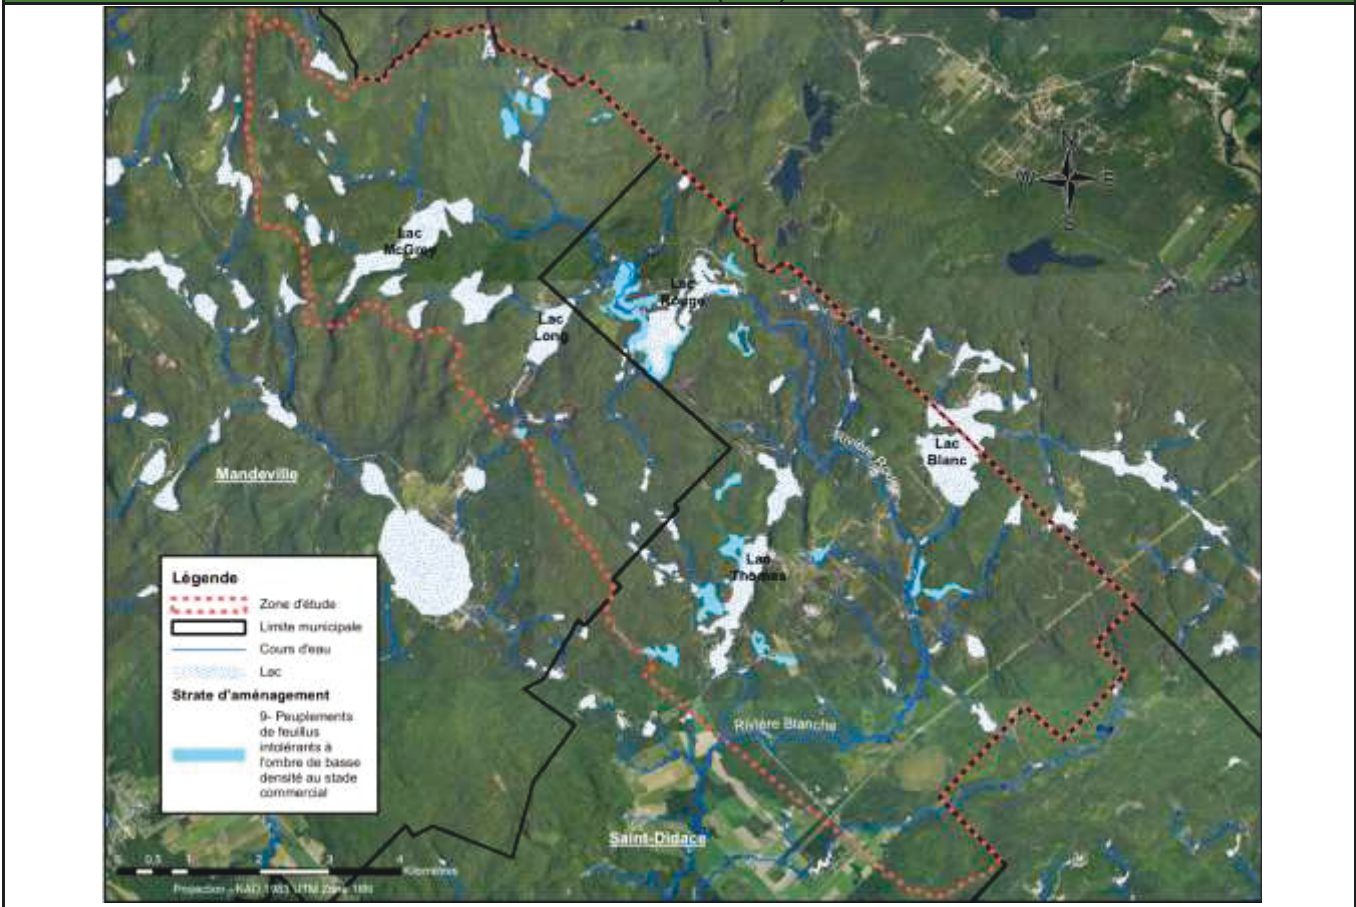 N
W E
S
Lac
McGrey
Lac
Rouge
Lac
Long
Lac
Blanc
Mandeville
Lac
Thomas
Rivière Blanche
Saint-Didace
Légende
Zone d'étude
Limite municipale
Cours d'eau
Lac
Strate d'aménagement
9- Peuplements
de feuillus
intolérants à
l'ombre de basse
densité au stade
commercial
0 0,5 1 2 3 4
Kilomètres
Projection - NAD 1983 UTM Zone 18N